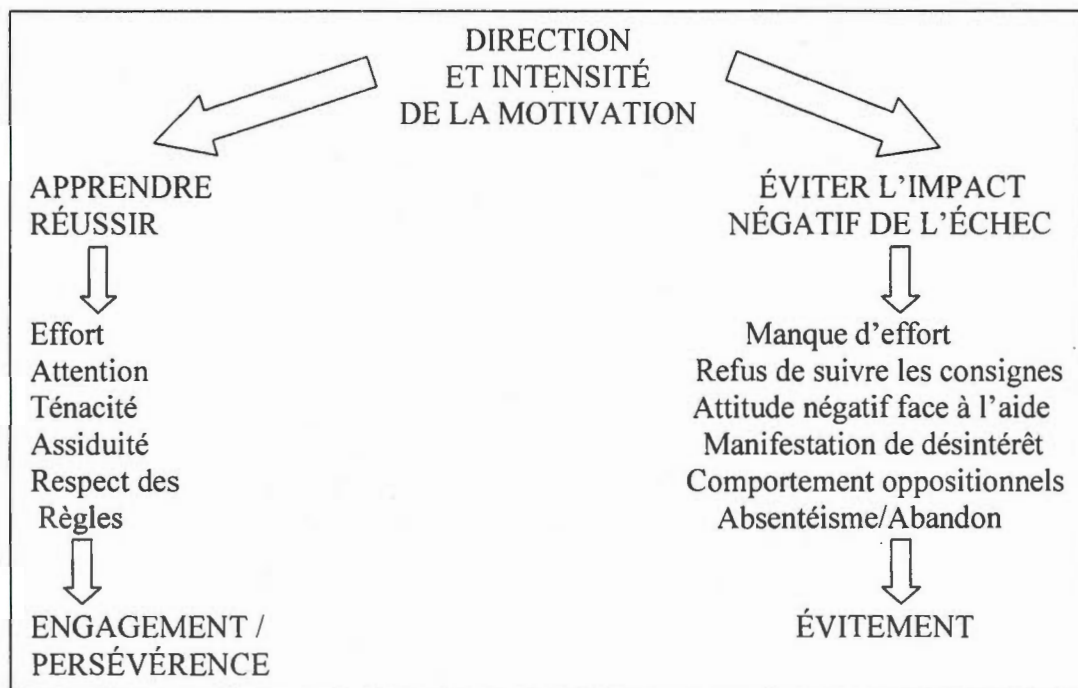 DIRECTION
ET INTENSITÉ
DE LA MOTIVATION
APPRENDRE
RÉUSSIR
Effort
Attention
Ténacité
Assiduité
Respect des
Règles
ENGAGEMENT /
PERSÉVÉRENCE
ÉVITER L'IMPACT
NÉGATIF DE L'ÉCHEC
Manque d'effort
Refus de suivre les consignes
Attitude négatif face à l'aide
Manifestation de désintérêt
Comportement oppositionnels
Absentéisme/Abandon
ÉVITEMENT